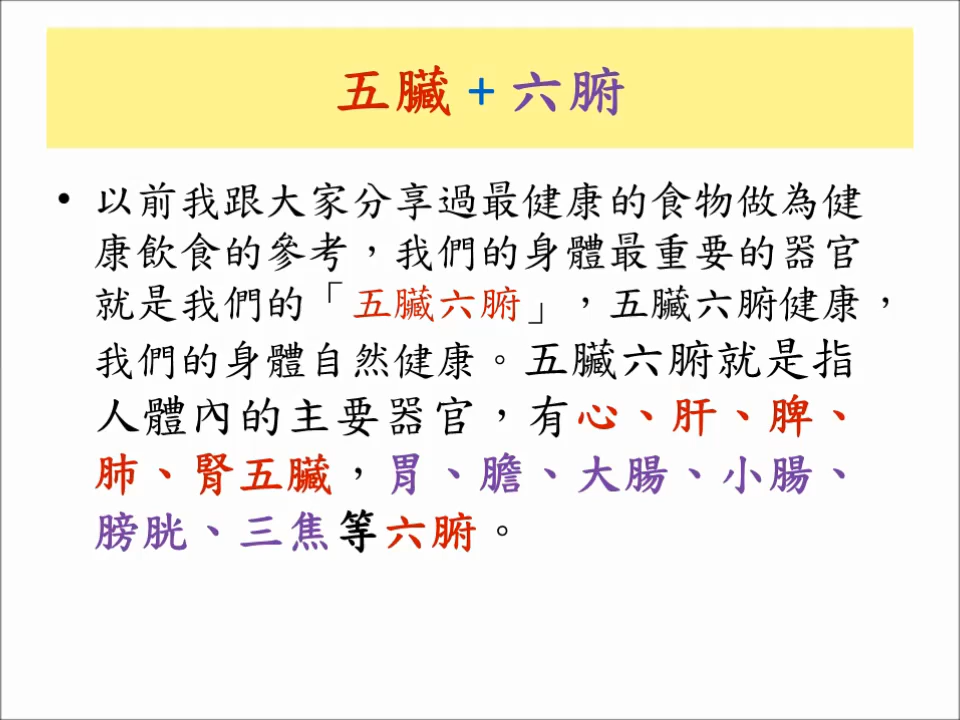 五臟 + 六腑
• 以前我跟大家分享過最健康的食物做為健
康飲食的參考，我們的身體最重要的器官
就是我們的「五臟六腑」，五臟六腑健康，
我們的身體自然健康。五臟六腑就是指
人體內的主要器官，有心、肝、脾、
肺、腎五臟，胃、膽、大腸、小腸、
膀胱、三焦等六腑。